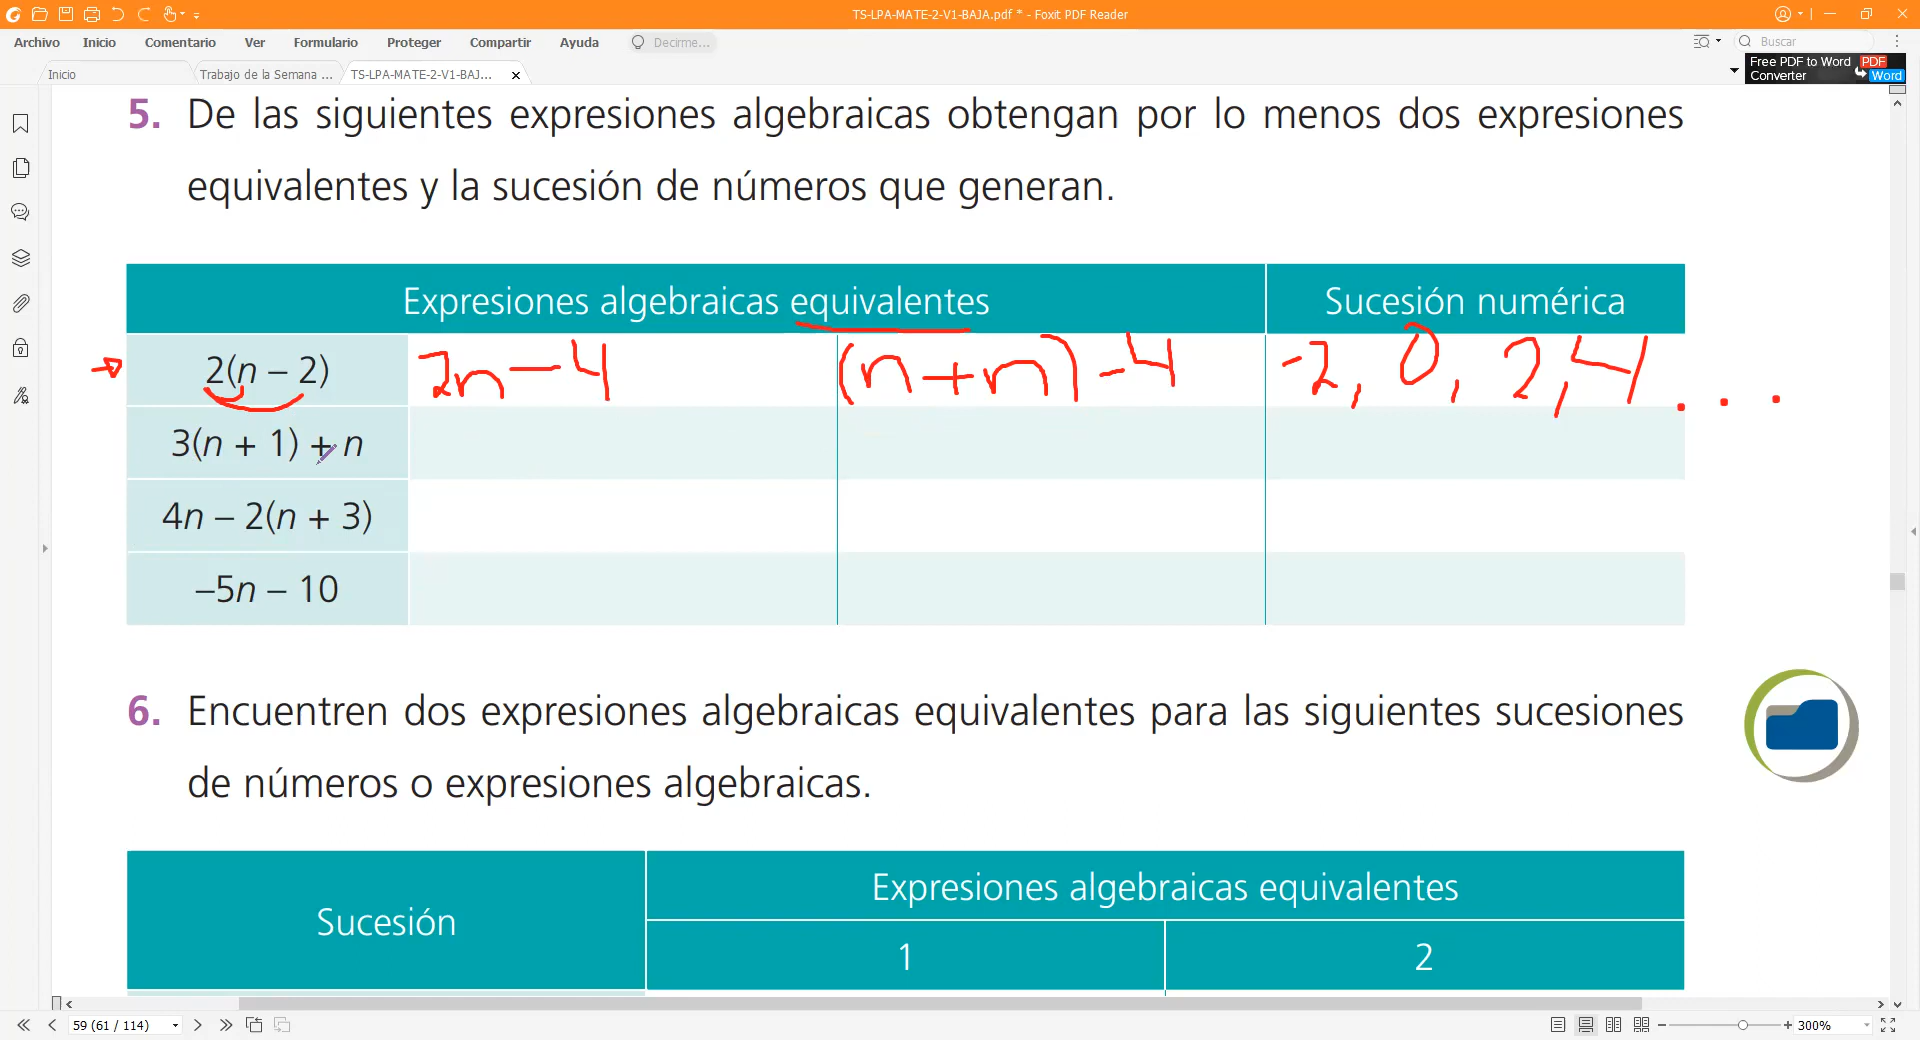 TS-LPA-MATE-2-V1-BAJA.pdf * - Foxit PDF Reader
Archivo Inicio Comentario Ver Formulario Proteger Compartir Ayuda Decirme... Buscar
Inicio Trabajo de la Semana ... TS-LPA-MATE-2-V1-BAJ...
Free PDF to Word PDF
Converter Word
5. De las siguientes expresiones algebraicas obtengan por lo menos dos expresiones
equivalentes y la sucesión de números que generan.
Expresiones algebraicas equivalentes Sucesión numérica
2(n – 2) 2n - 4 (n+n) - 4 -2, 0, 2, 4 . . .
3(n + 1) + n
4n – 2(n + 3)
–5n – 10
6. Encuentren dos expresiones algebraicas equivalentes para las siguientes sucesiones
de números o expresiones algebraicas.
Sucesión
Expresiones algebraicas equivalentes
1 2
59 (61 / 114) 300%